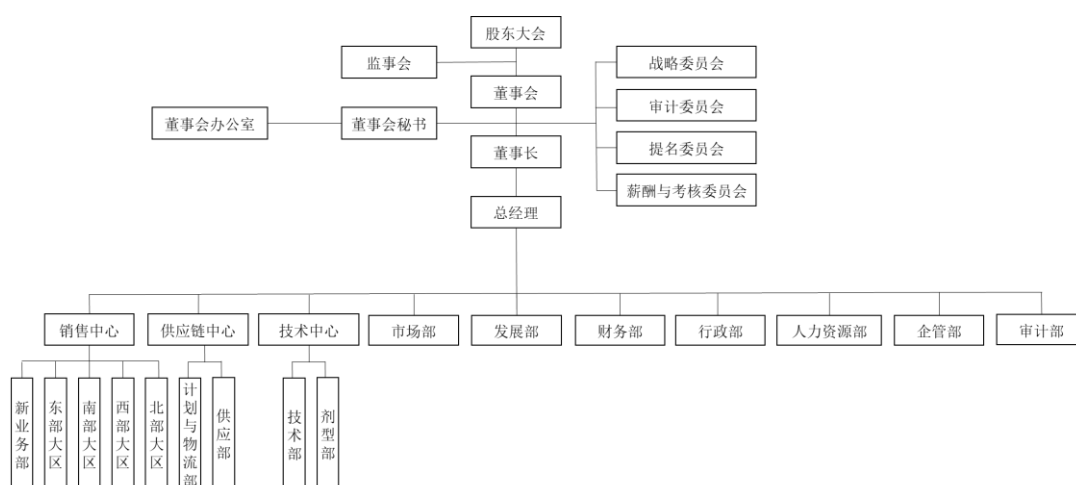 股东大会
监事会
战略委员会
董事会
审计委员会
董事会办公室
董事会秘书
董事长
提名委员会
薪酬与考核委员会
总经理
销售中心
供应链中心
技术中心
市场部
发展部
财务部
行政部
人力资源部
企管部
审计部
新业务部
东部大区
南部大区
西部大区
北部大区
计划与物流部
供应部
技术部
剂型部